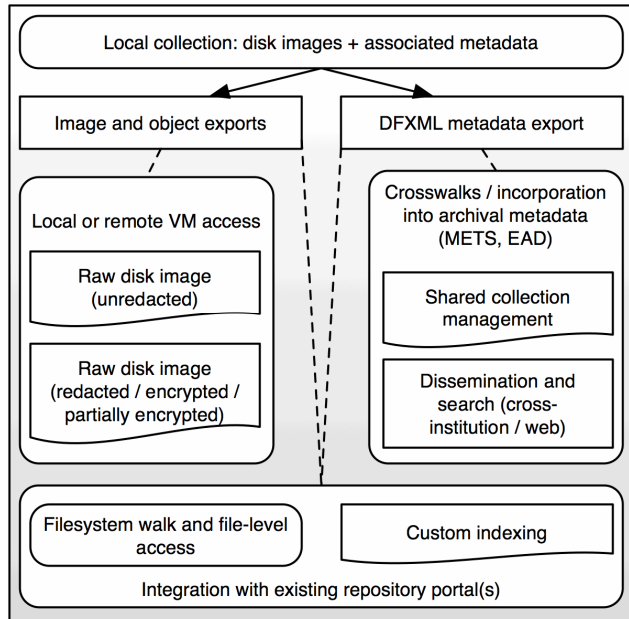 Local collection: disk images + associated metadata
Image and object exports
DFXML metadata export
Local or remote VM access
Raw disk image
(unredacted)
Raw disk image
(redacted / encrypted /
partially encrypted)
Crosswalks / incorporation
into archival metadata
(METS, EAD)
Shared collection
management
Dissemination and
search (cross-
institution / web)
Filesystem walk and file-level
access
Custom indexing
Integration with existing repository portal(s)